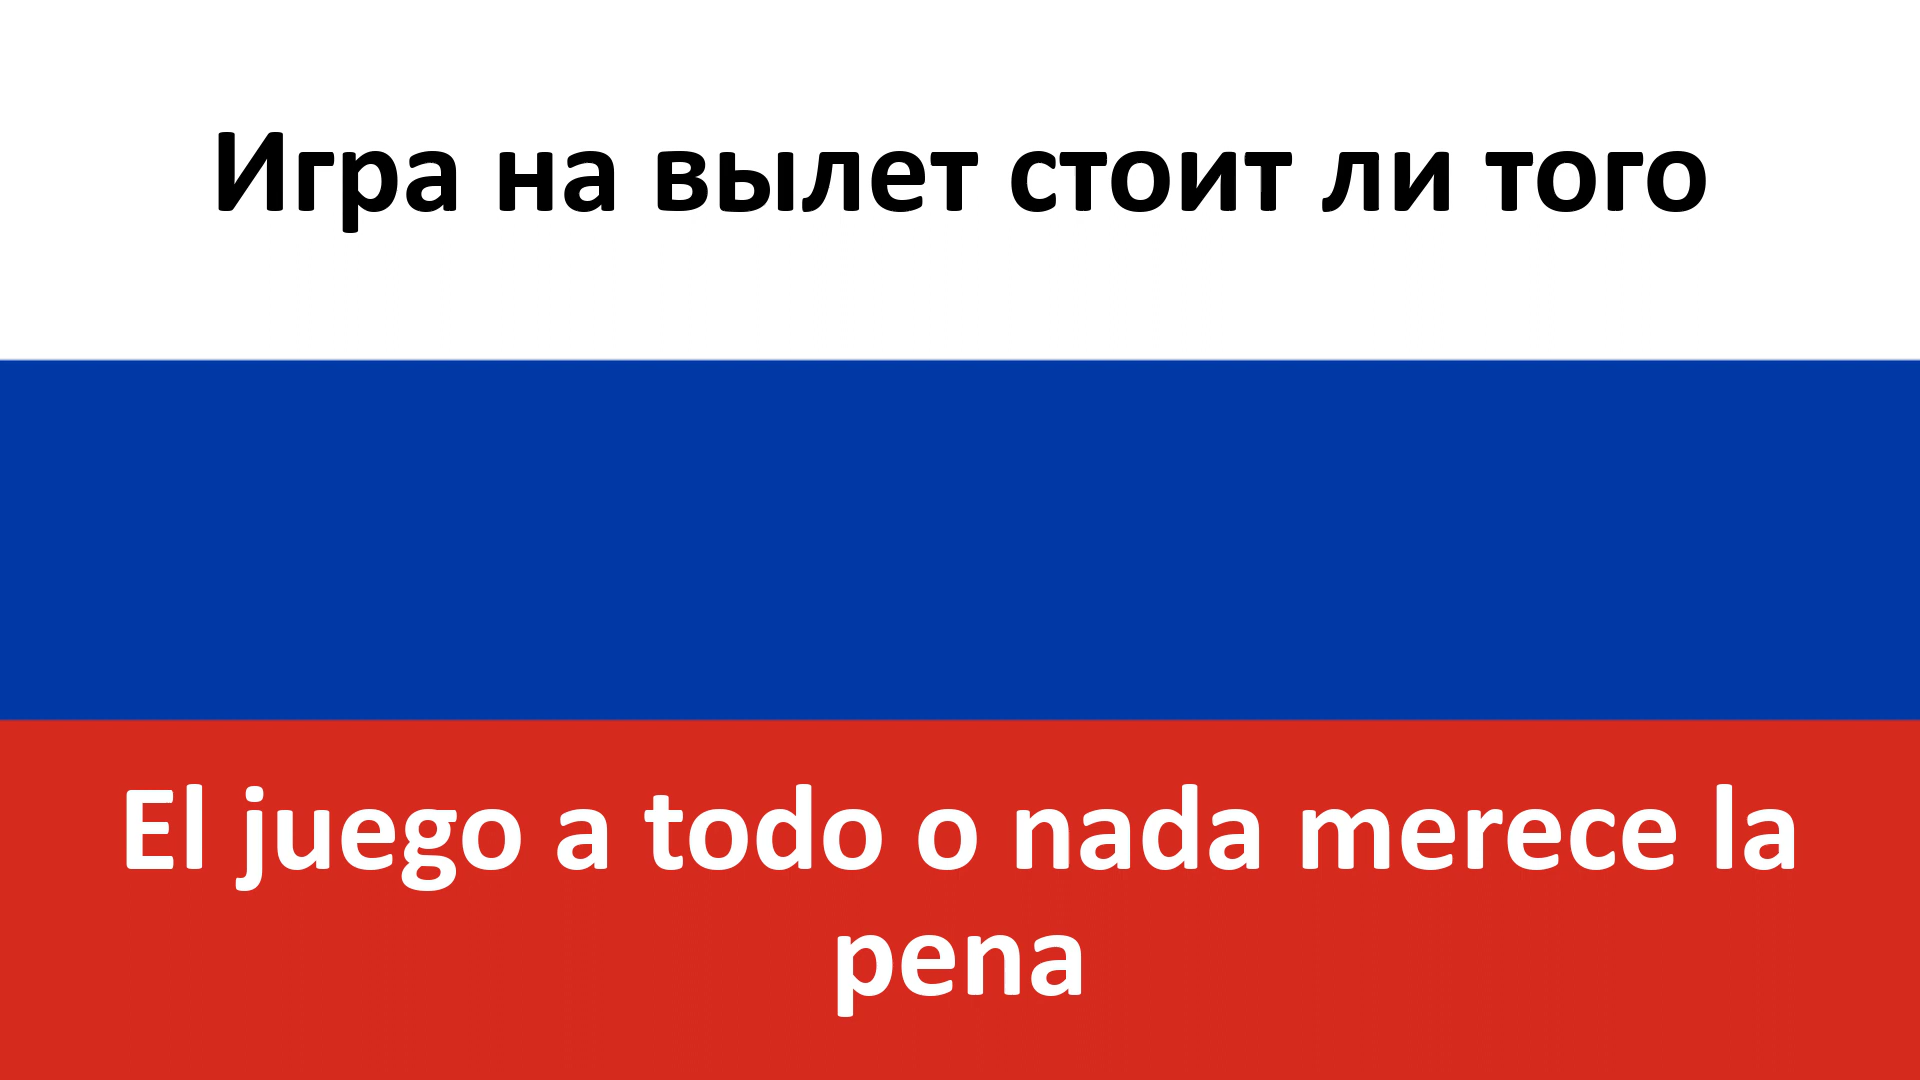 Игра на вылет стоит ли того
El juego a todo o nada merece la
pena